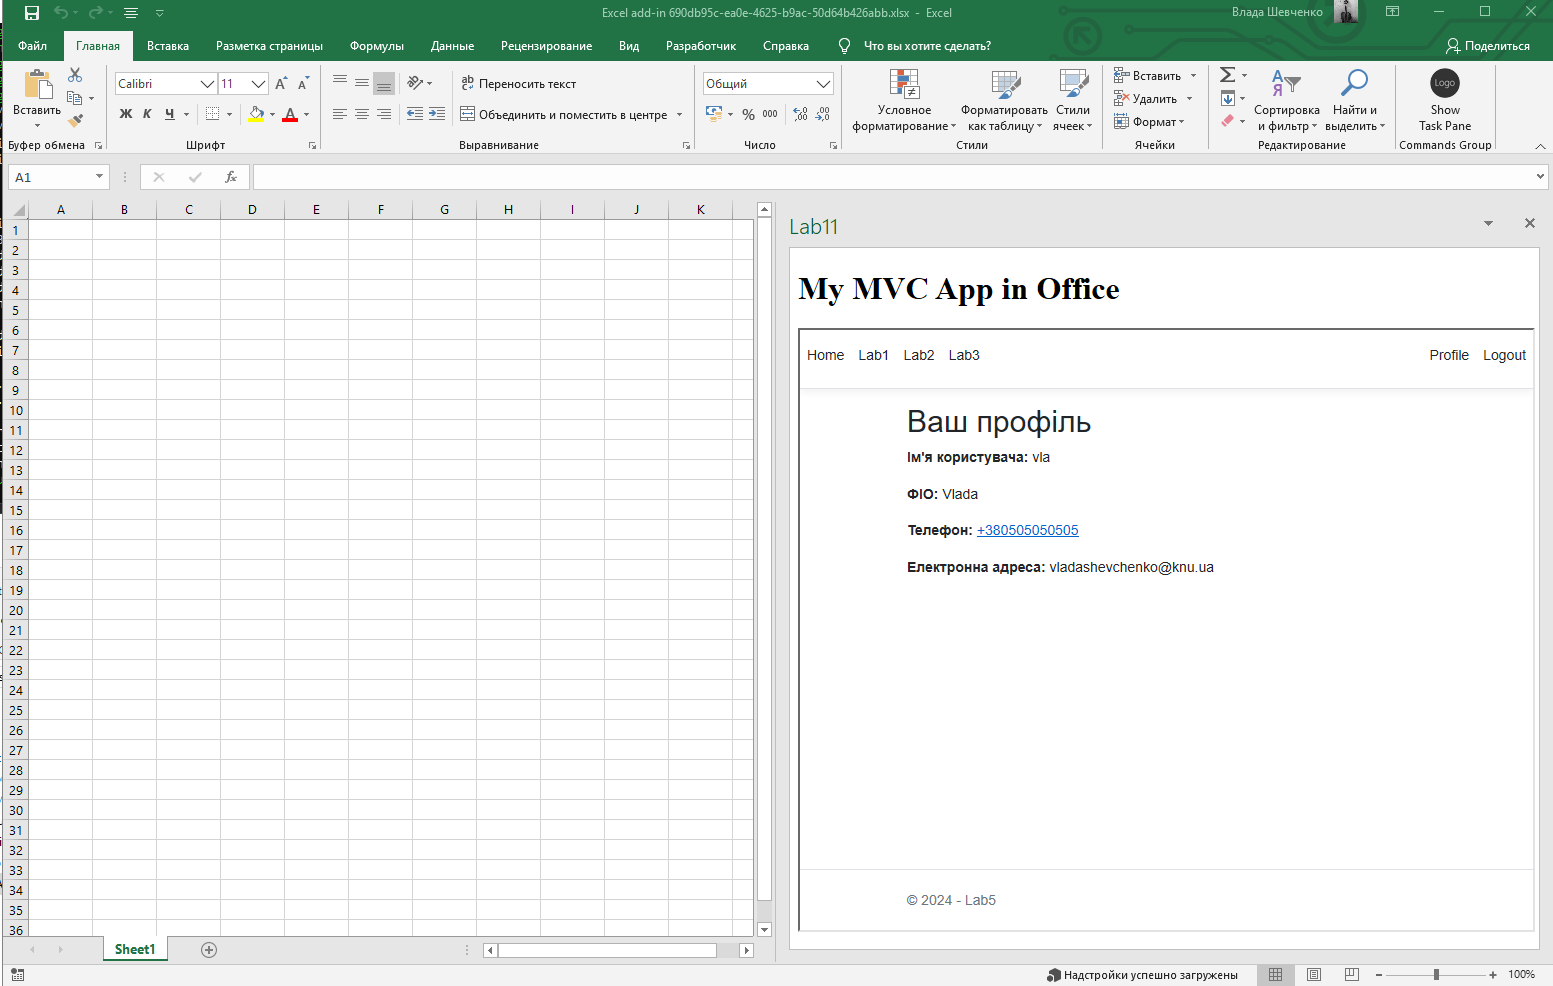 Excel add-in 690db95c-ea0e-4625-b9ac-50d64b426abb.xlsx - Excel
Влада Шевченко
Файл Главная Вставка Разметка страницы Формулы Данные Рецензирование Вид Разработчик Справка Что вы хотите сделать? Поделиться
Вставить
Буфер обмена
Calibri 11
Ж К Ч
Шрифт
Переносить текст
Объединить и поместить в центре
Выравнивание
Общий
% 000
Число
Условное форматирование
Форматировать как таблицу
Стили ячеек
Стили
Вставить
Удалить
Формат
Ячейки
Сортировка и фильтр
Найти и выделить
Редактирование
Logo
Show Task Pane
Commands Group
A1
fx
A B C D E F G H I J K
1
2
3
4
5
6
7
8
9
10
11
12
13
14
15
16
17
18
19
20
21
22
23
24
25
26
27
28
29
30
31
32
33
34
35
36
Lab11
My MVC App in Office
Home Lab1 Lab2 Lab3 Profile Logout
Ваш профіль
Ім'я користувача: vla
ФІО: Vlada
Телефон: +380505050505
Електронна адреса: vladashevchenko@knu.ua
© 2024 - Lab5
Sheet1
Надстройки успешно загружены
100%